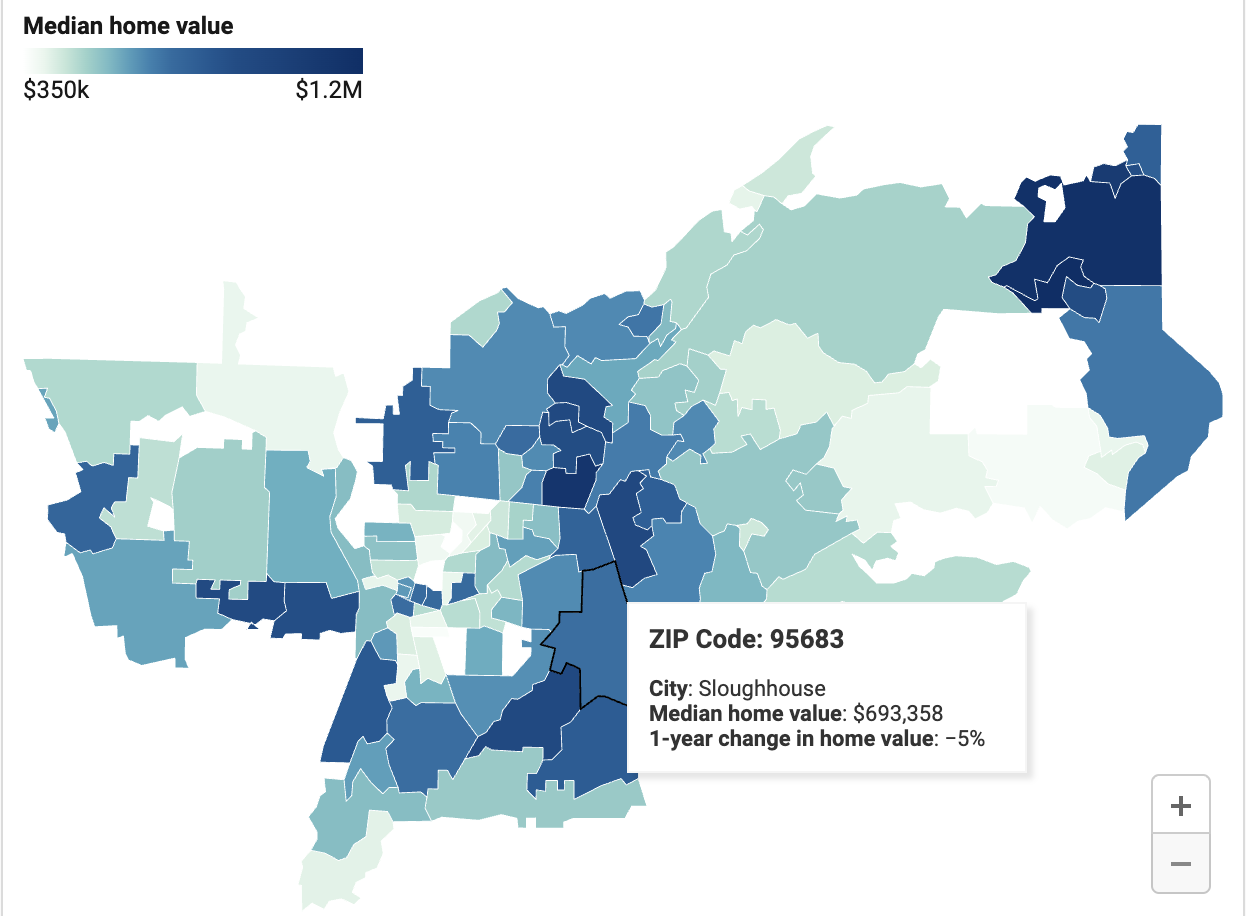 Median home value
$350k $1.2M
ZIP Code: 95683
City: Sloughhouse
Median home value: $693,358
1-year change in home value: −5%
+
−